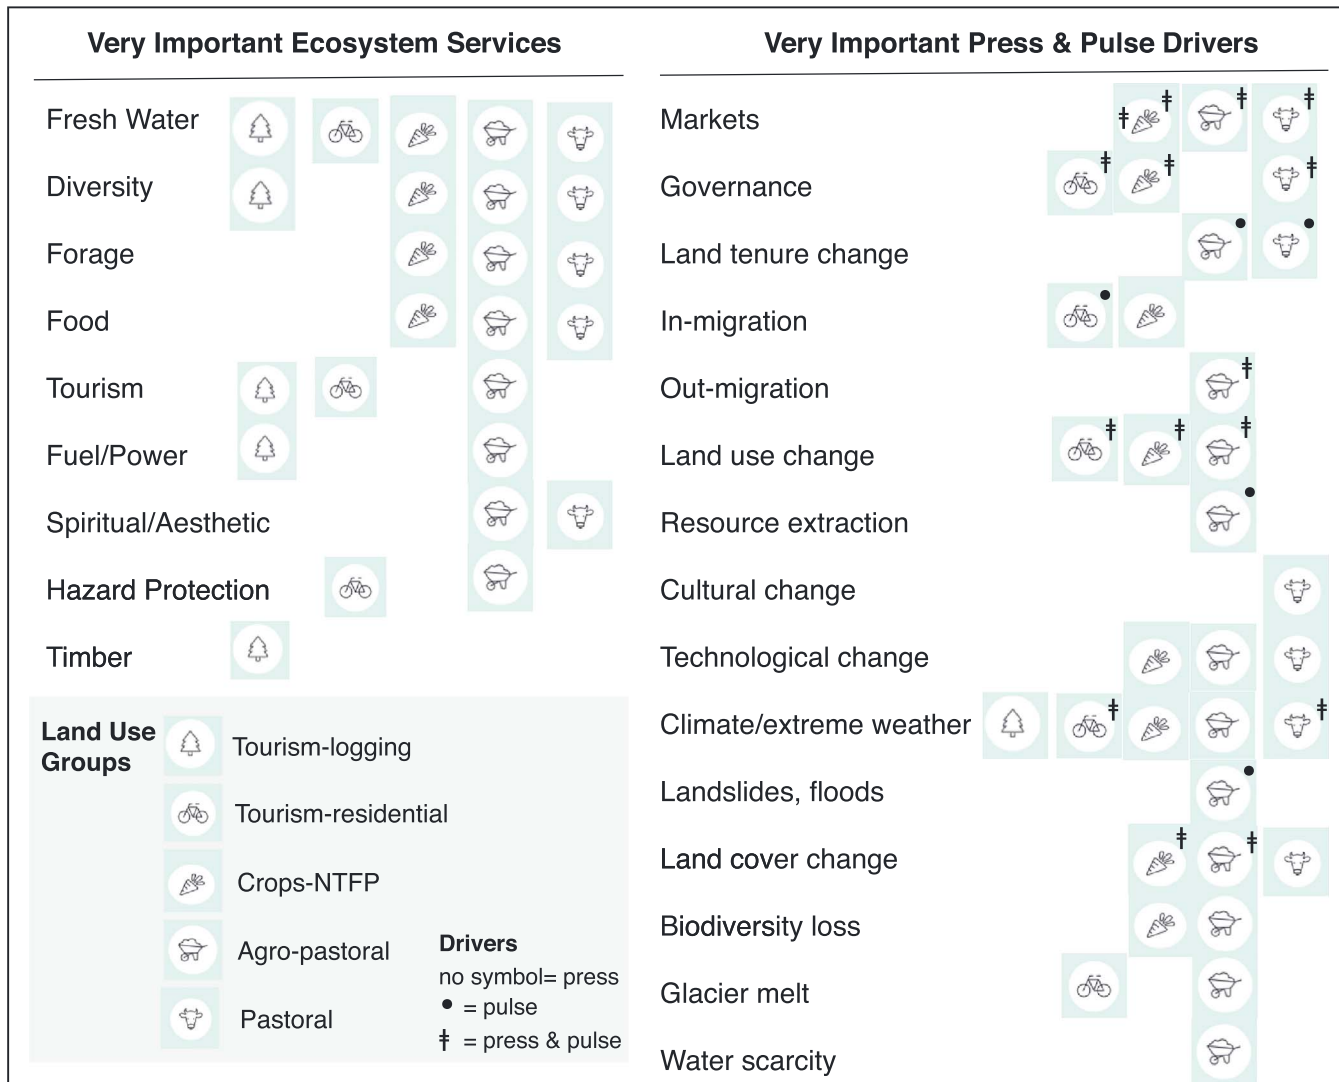 Very Important Ecosystem Services
Fresh Water
Diversity
Forage
Food
Tourism
Fuel/Power
Spiritual/Aesthetic
Hazard Protection
Timber
Land Use
Groups
Tourism-logging
Tourism-residential
Crops-NTFP
Agro-pastoral
Pastoral
Drivers
no symbol= press
• = pulse
‡ = press & pulse
Very Important Press & Pulse Drivers
Markets ‡ ‡ ‡ ‡
Governance ‡ ‡ ‡
Land tenure change • •
In-migration •
Out-migration ‡
Land use change ‡ ‡ ‡
Resource extraction •
Cultural change
Technological change
Climate/extreme weather ‡ ‡
Landslides, floods •
Land cover change ‡ ‡
Biodiversity loss
Glacier melt
Water scarcity